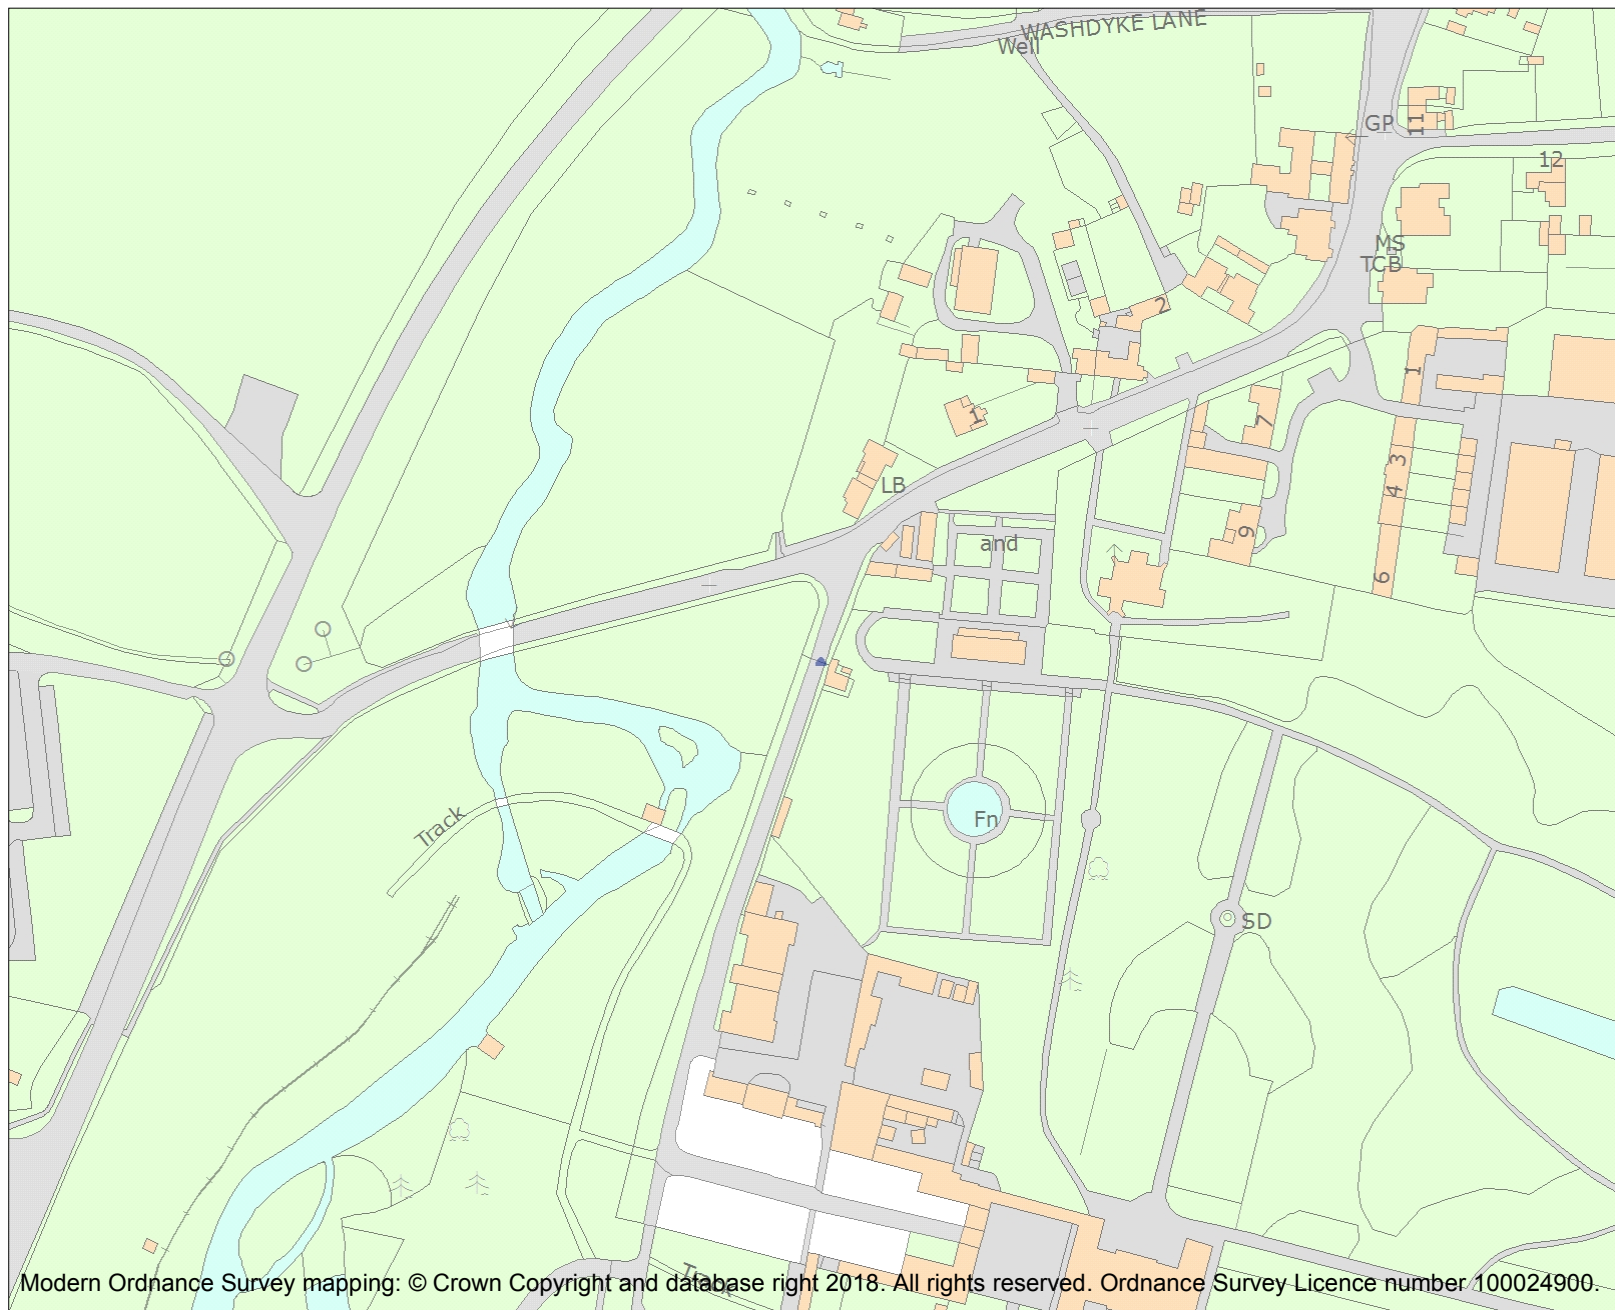 WASHDYKE LANE
Well
GP
11
12
MS
TCB
2
1
1
7
LB
3
4
9
and
6
Fn
Track
SD
Track
Modern Ordnance Survey mapping: © Crown Copyright and database right 2018. All rights reserved. Ordnance Survey Licence number 100024900.